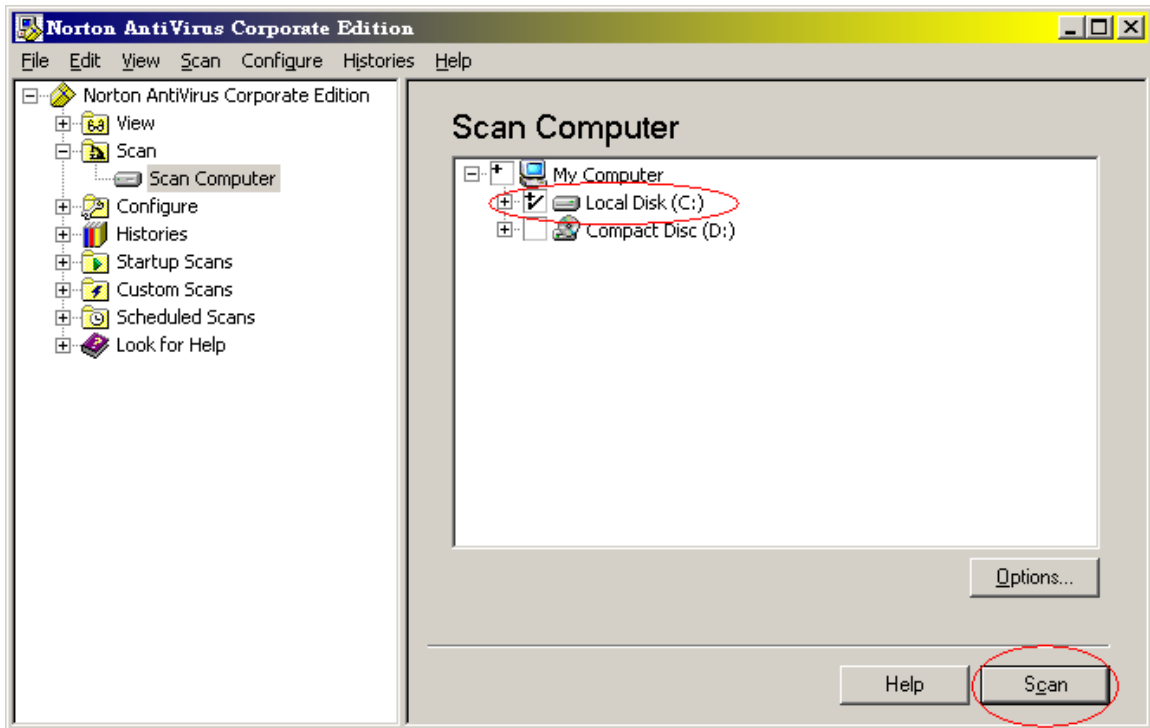 Norton AntiVirus Corporate Edition
File Edit View Scan Configure Histories Help
Norton AntiVirus Corporate Edition
View
Scan
Scan Computer
Configure
Histories
Startup Scans
Custom Scans
Scheduled Scans
Look for Help
Scan Computer
My Computer
Local Disk (C:)
Compact Disc (D:)
Options...
Help Scan